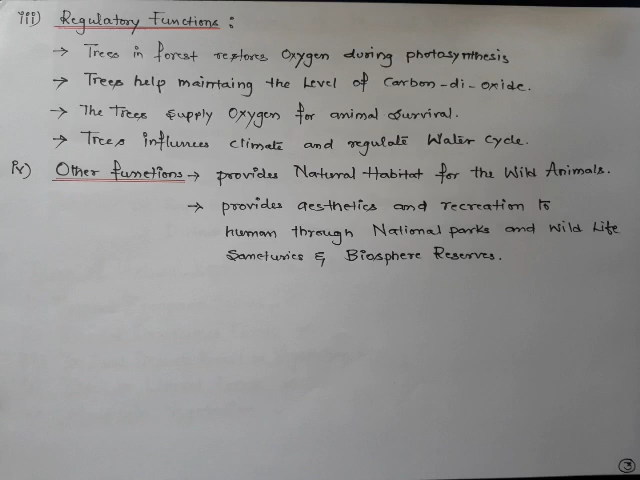 iii) Regulatory Functions :
→ Trees in forest restores Oxygen during photosynthesis
→ Trees help maintaing the Level of Carbon-di-oxide.
→ The Trees supply Oxygen for animal survival.
→ Trees influences climate and regulate Water Cycle.
iv) Other functions → provides Natural Habitat for the Wild Animals.
→ provides aesthetics and recreation to
human through National parks and Wild Life
Sancturies & Biosphere Reserves.
3